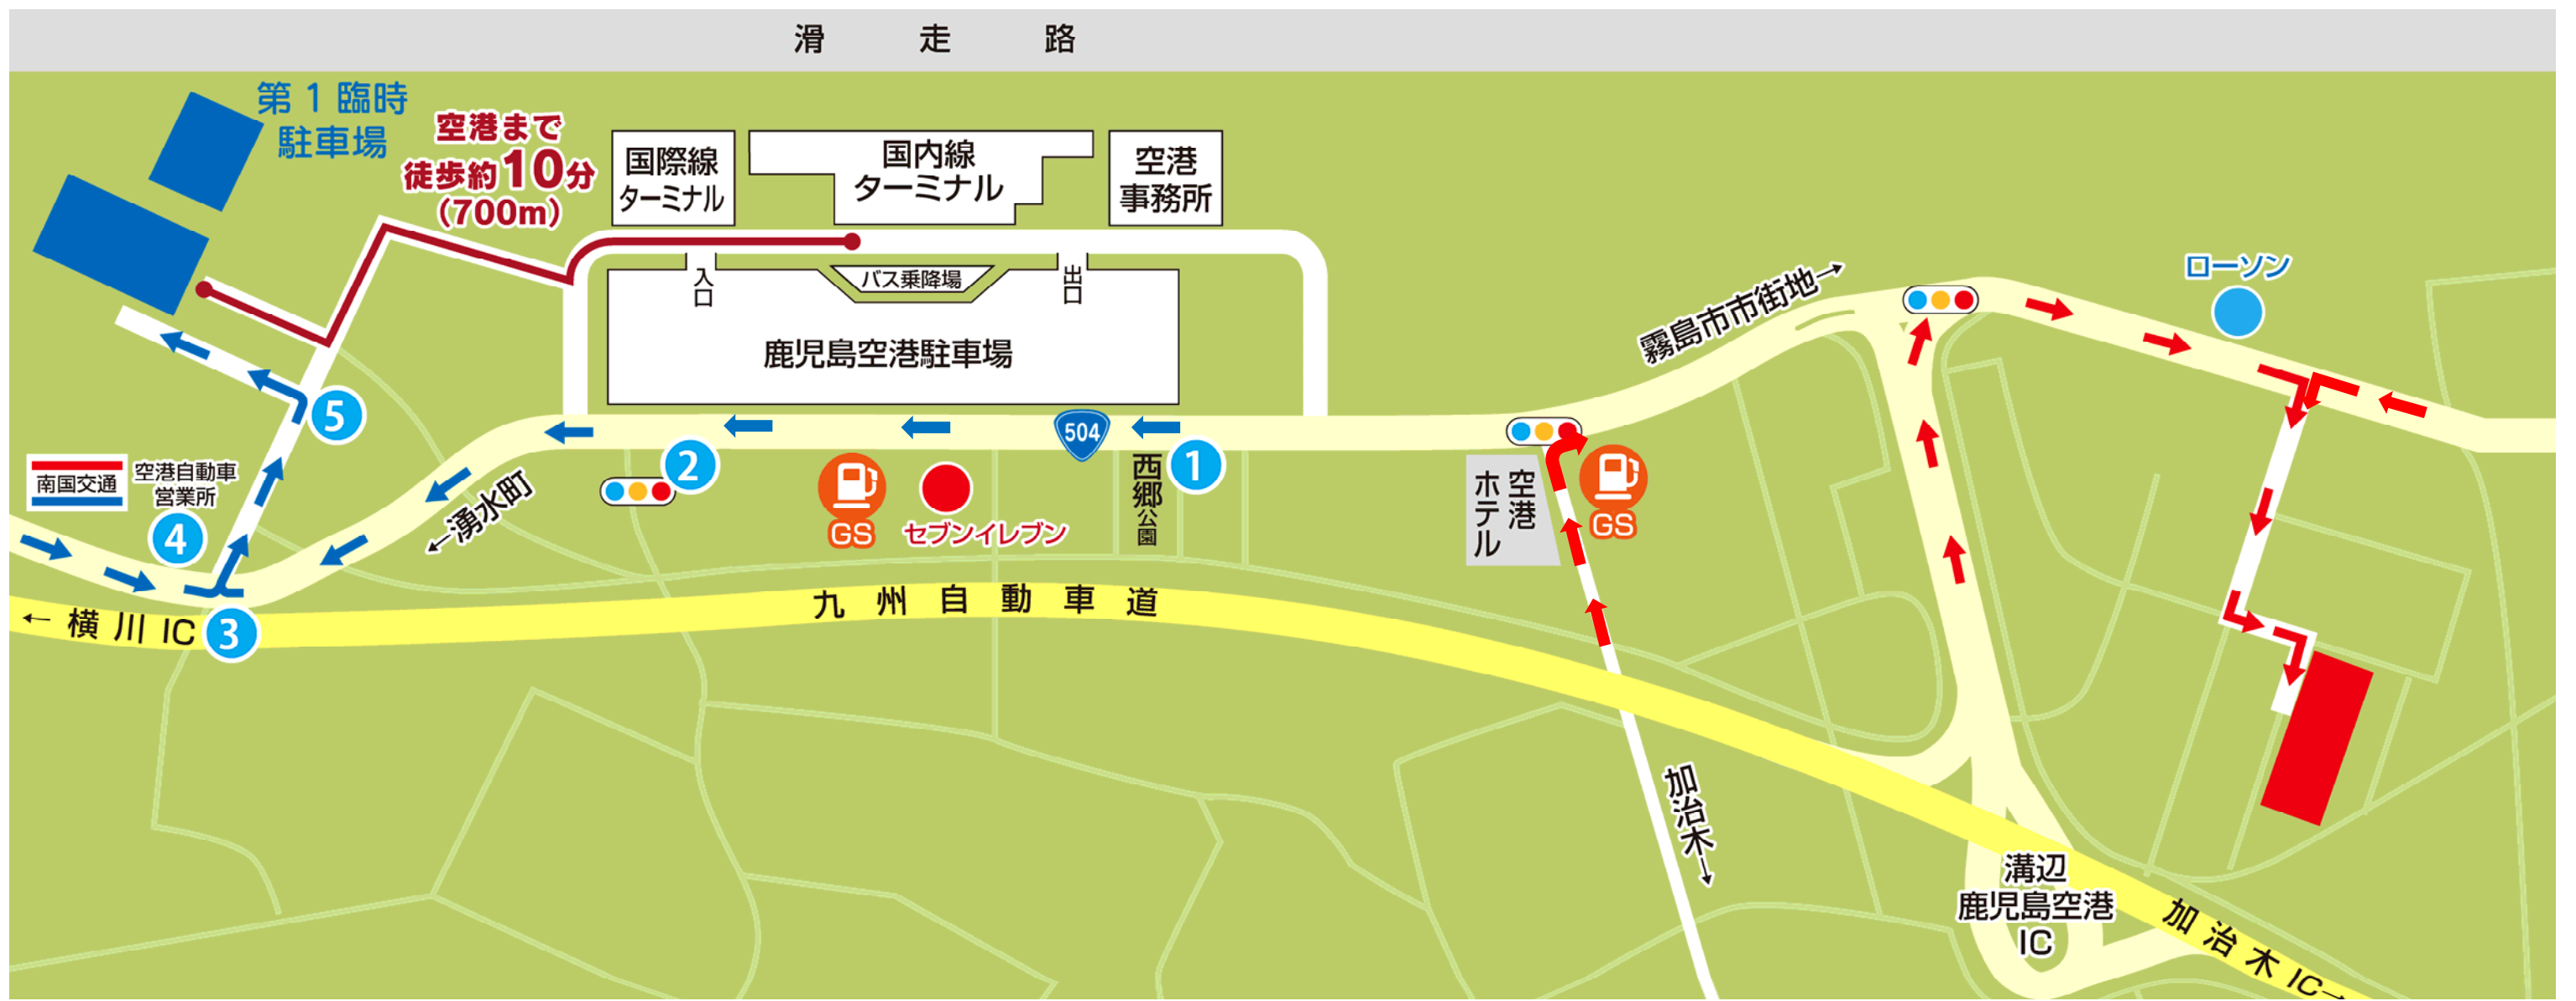 滑走路
第1臨時
駐車場
空港まで
徒歩約10分
(700m)
国際線
ターミナル
国内線
ターミナル
空港
事務所
入口
バス乗降場
出口
鹿児島空港駐車場
霧島市市街地→
ローソン
5
504
2
1
西郷公園
GS
セブンイレブン
空港
ホテル
GS
南国交通
空港自動車
営業所
4
←湧水町
←横川IC
3
九州自動車道
加治木→
溝辺
鹿児島空港
IC
加治木IC→